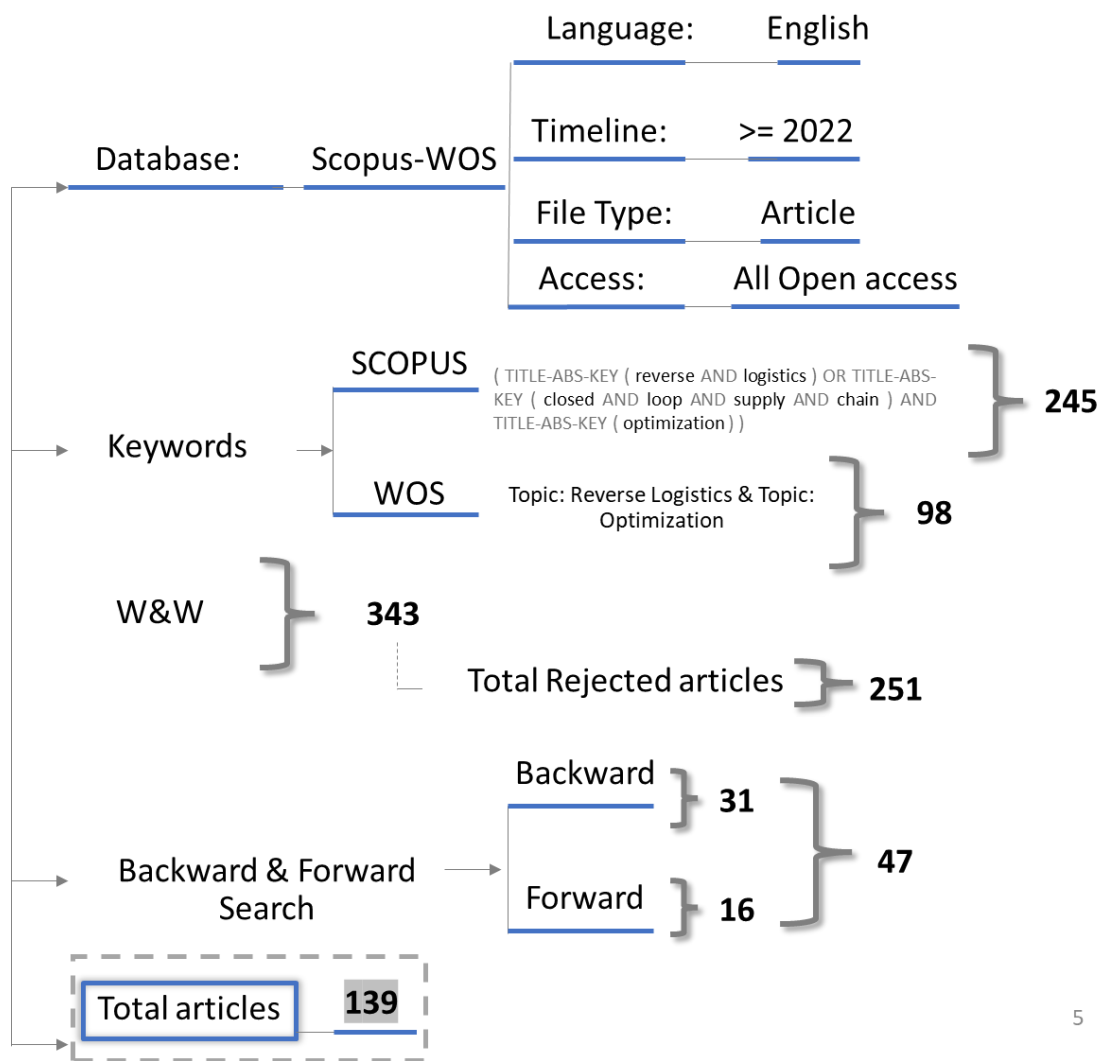 Language: English
Database: Scopus-WOS
Timeline: >= 2022
File Type: Article
Access: All Open access
SCOPUS
( TITLE-ABS-KEY ( reverse AND logistics ) OR TITLE-ABS-
KEY ( closed AND loop AND supply AND chain ) AND
TITLE-ABS-KEY ( optimization ) )
245
Keywords
WOS
Topic: Reverse Logistics & Topic:
Optimization
98
W&W
343
Total Rejected articles
251
Backward
31
Backward & Forward
Search
47
Forward
16
Total articles
139
5